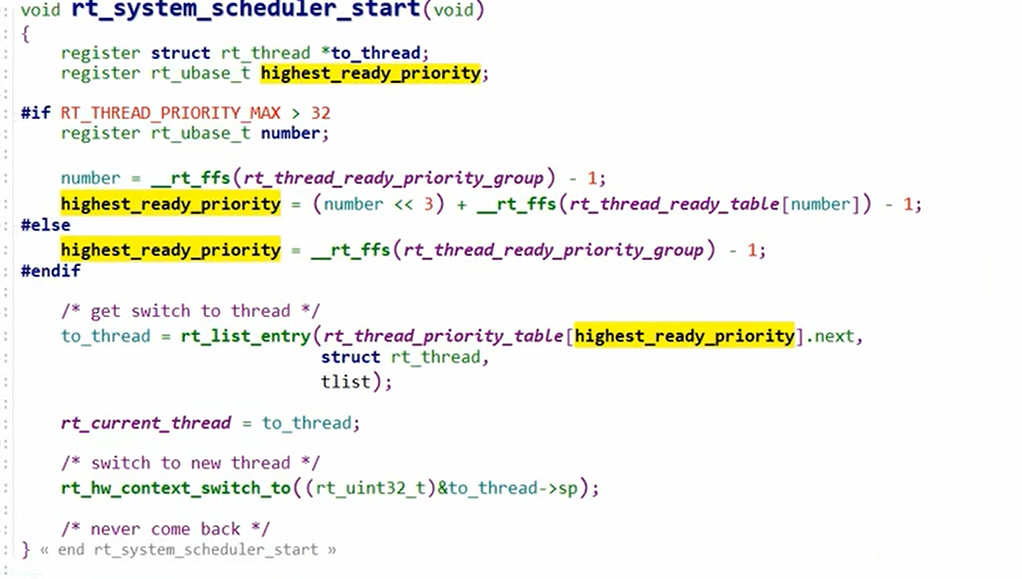 void rt_system_scheduler_start(void)
{
    register struct rt_thread *to_thread;
    register rt_ubase_t highest_ready_priority;
#if RT_THREAD_PRIORITY_MAX > 32
    register rt_ubase_t number;
    number = __rt_ffs(rt_thread_ready_priority_group) - 1;
    highest_ready_priority = (number << 3) + __rt_ffs(rt_thread_ready_table[number]) - 1;
#else
    highest_ready_priority = __rt_ffs(rt_thread_ready_priority_group) - 1;
#endif
    /* get switch to thread */
    to_thread = rt_list_entry(rt_thread_priority_table[highest_ready_priority].next,
                              struct rt_thread,
                              tlist);
    rt_current_thread = to_thread;
    /* switch to new thread */
    rt_hw_context_switch_to((rt_uint32_t)&to_thread->sp);
    /* never come back */
} « end rt_system_scheduler_start »